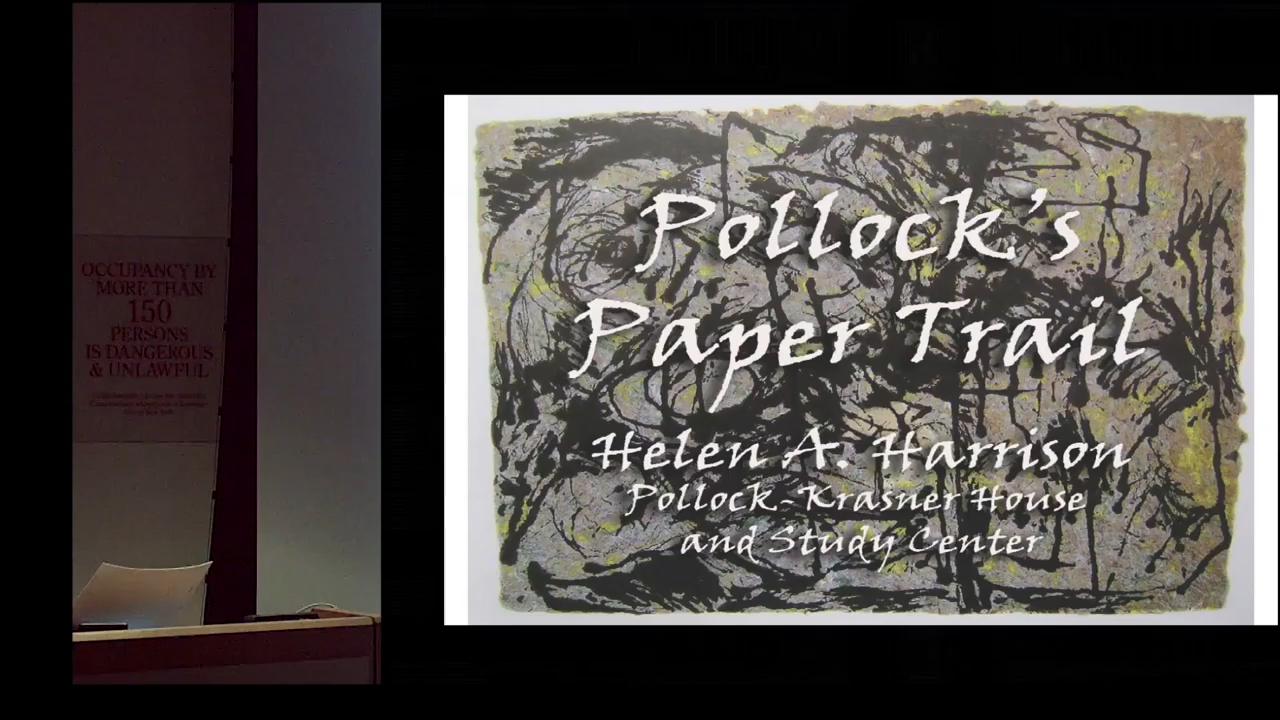 OCCUPANCY BY
MORE THAN
150
PERSONS
IS DANGEROUS
& UNLAWFUL
Pollock's
Paper Trail
Helen A. Harrison
Pollock-Krasner House
and Study Center